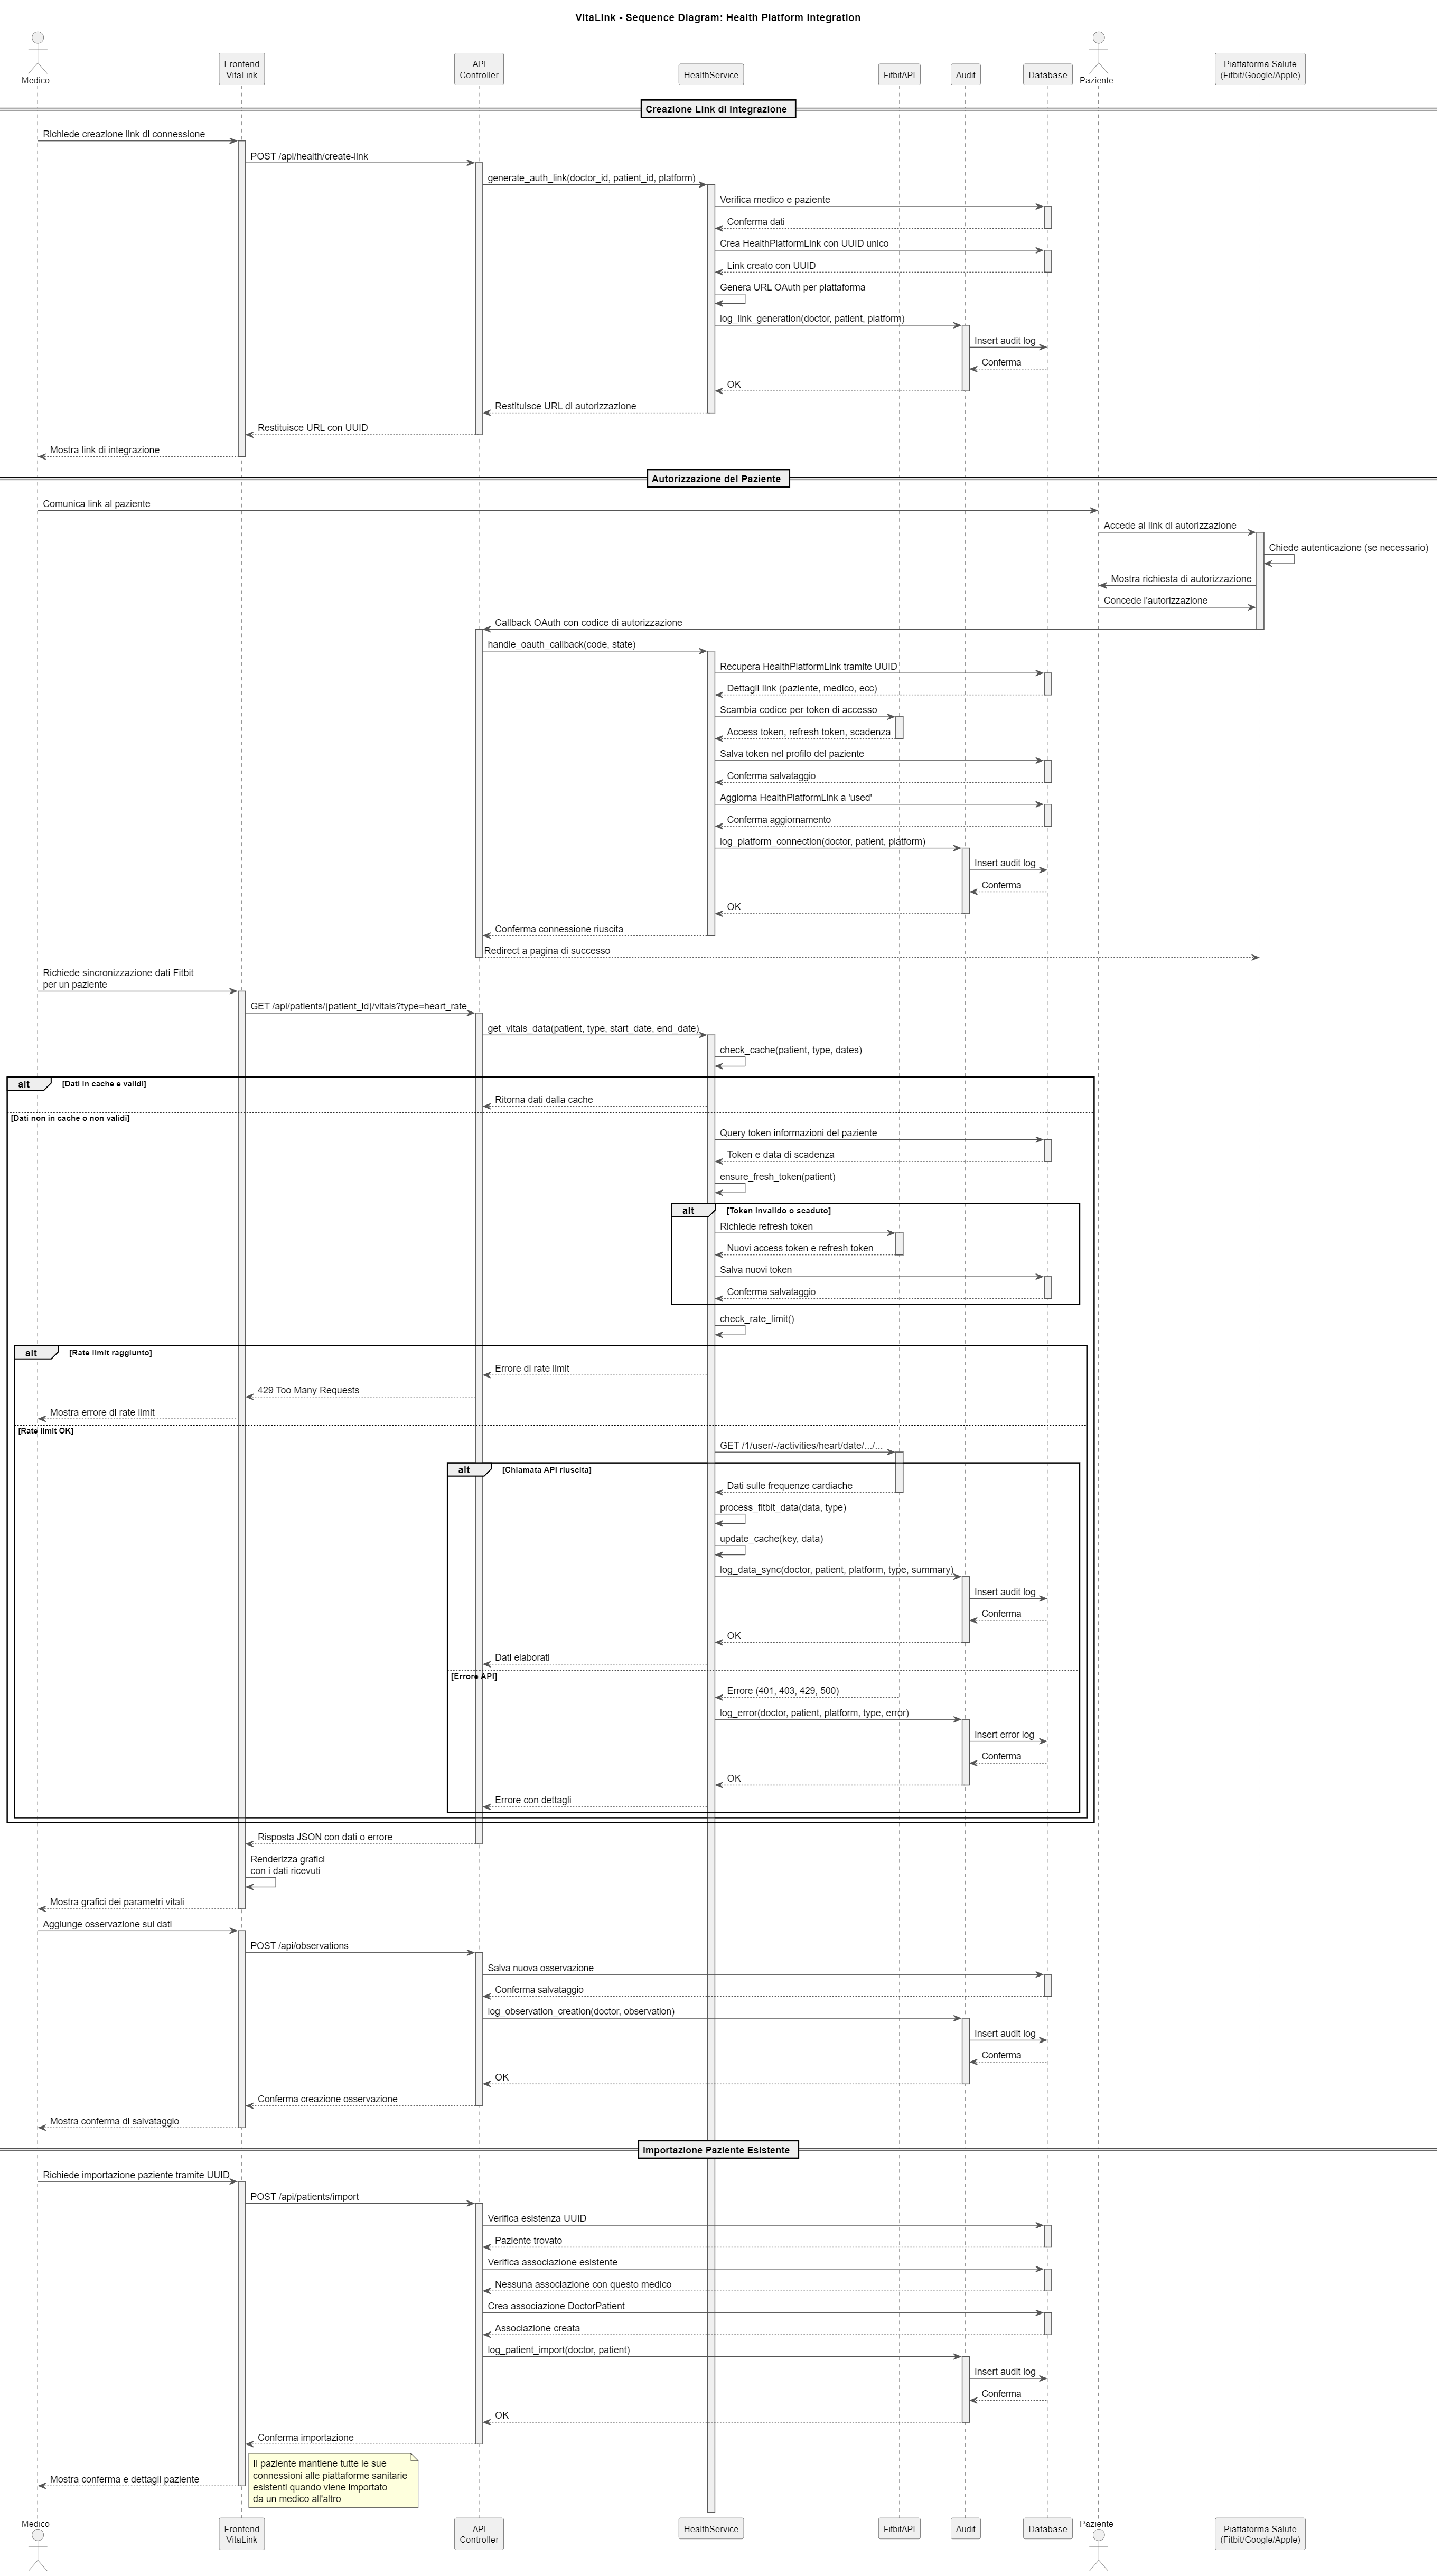 VitaLink - Sequence Diagram: Health Platform Integration
Medico
Frontend
VitaLink
API
Controller
HealthService
FitbitAPI
Audit
Database
Paziente
Piattaforma Salute
(Fitbit/Google/Apple)
Creazione Link di Integrazione
Richiede creazione link di connessione
POST /api/health/create-link
generate_auth_link(doctor_id, patient_id, platform)
Verifica medico e paziente
Conferma dati
Crea HealthPlatformLink con UUID unico
Link creato con UUID
Genera URL OAuth per piattaforma
log_link_generation(doctor, patient, platform)
Insert audit log
Conferma
OK
Restituisce URL di autorizzazione
Restituisce URL con UUID
Mostra link di integrazione
Autorizzazione del Paziente
Comunica link al paziente
Accede al link di autorizzazione
Chiede autenticazione (se necessario)
Mostra richiesta di autorizzazione
Concede l'autorizzazione
Callback OAuth con codice di autorizzazione
handle_oauth_callback(code, state)
Recupera HealthPlatformLink tramite UUID
Dettagli link (paziente, medico, ecc)
Scambia codice per token di accesso
Access token, refresh token, scadenza
Salva token nel profilo del paziente
Conferma salvataggio
Aggiorna HealthPlatformLink a 'used'
Conferma aggiornamento
log_platform_connection(doctor, patient, platform)
Insert audit log
Conferma
OK
Conferma connessione riuscita
Redirect a pagina di successo
Richiede sincronizzazione dati Fitbit
per un paziente
GET /api/patients/{patient_id}/vitals?type=heart_rate
get_vitals_data(patient, type, start_date, end_date)
check_cache(patient, type, dates)
alt [Dati in cache e validi]
Ritorna dati dalla cache
[Dati non in cache o non validi]
Query token informazioni del paziente
Token e data di scadenza
ensure_fresh_token(patient)
alt [Token invalido o scaduto]
Richiede refresh token
Nuovi access token e refresh token
Salva nuovi token
Conferma salvataggio
check_rate_limit()
alt [Rate limit raggiunto]
Errore di rate limit
429 Too Many Requests
Mostra errore di rate limit
[Rate limit OK]
GET /1/user/-/activities/heart/date/.../...
alt [Chiamata API riuscita]
Dati sulle frequenze cardiache
process_fitbit_data(data, type)
update_cache(key, data)
log_data_sync(doctor, patient, platform, type, summary)
Insert audit log
Conferma
OK
Dati elaborati
[Errore API]
Errore (401, 403, 429, 500)
log_error(doctor, patient, platform, type, error)
Insert error log
Conferma
OK
Errore con dettagli
Risposta JSON con dati o errore
Renderizza grafici
con i dati ricevuti
Mostra grafici dei parametri vitali
Aggiunge osservazione sui dati
POST /api/observations
Salva nuova osservazione
Conferma salvataggio
log_observation_creation(doctor, observation)
Insert audit log
Conferma
OK
Conferma creazione osservazione
Mostra conferma di salvataggio
Importazione Paziente Esistente
Richiede importazione paziente tramite UUID
POST /api/patients/import
Verifica esistenza UUID
Paziente trovato
Verifica associazione esistente
Nessuna associazione con questo medico
Crea associazione DoctorPatient
Associazione creata
log_patient_import(doctor, patient)
Insert audit log
Conferma
OK
Conferma importazione
Mostra conferma e dettagli paziente
Il paziente mantiene tutte le sue
connessioni alle piattaforme sanitarie
esistenti quando viene importato
da un medico all'altro
Medico
Frontend
VitaLink
API
Controller
HealthService
FitbitAPI
Audit
Database
Paziente
Piattaforma Salute
(Fitbit/Google/Apple)